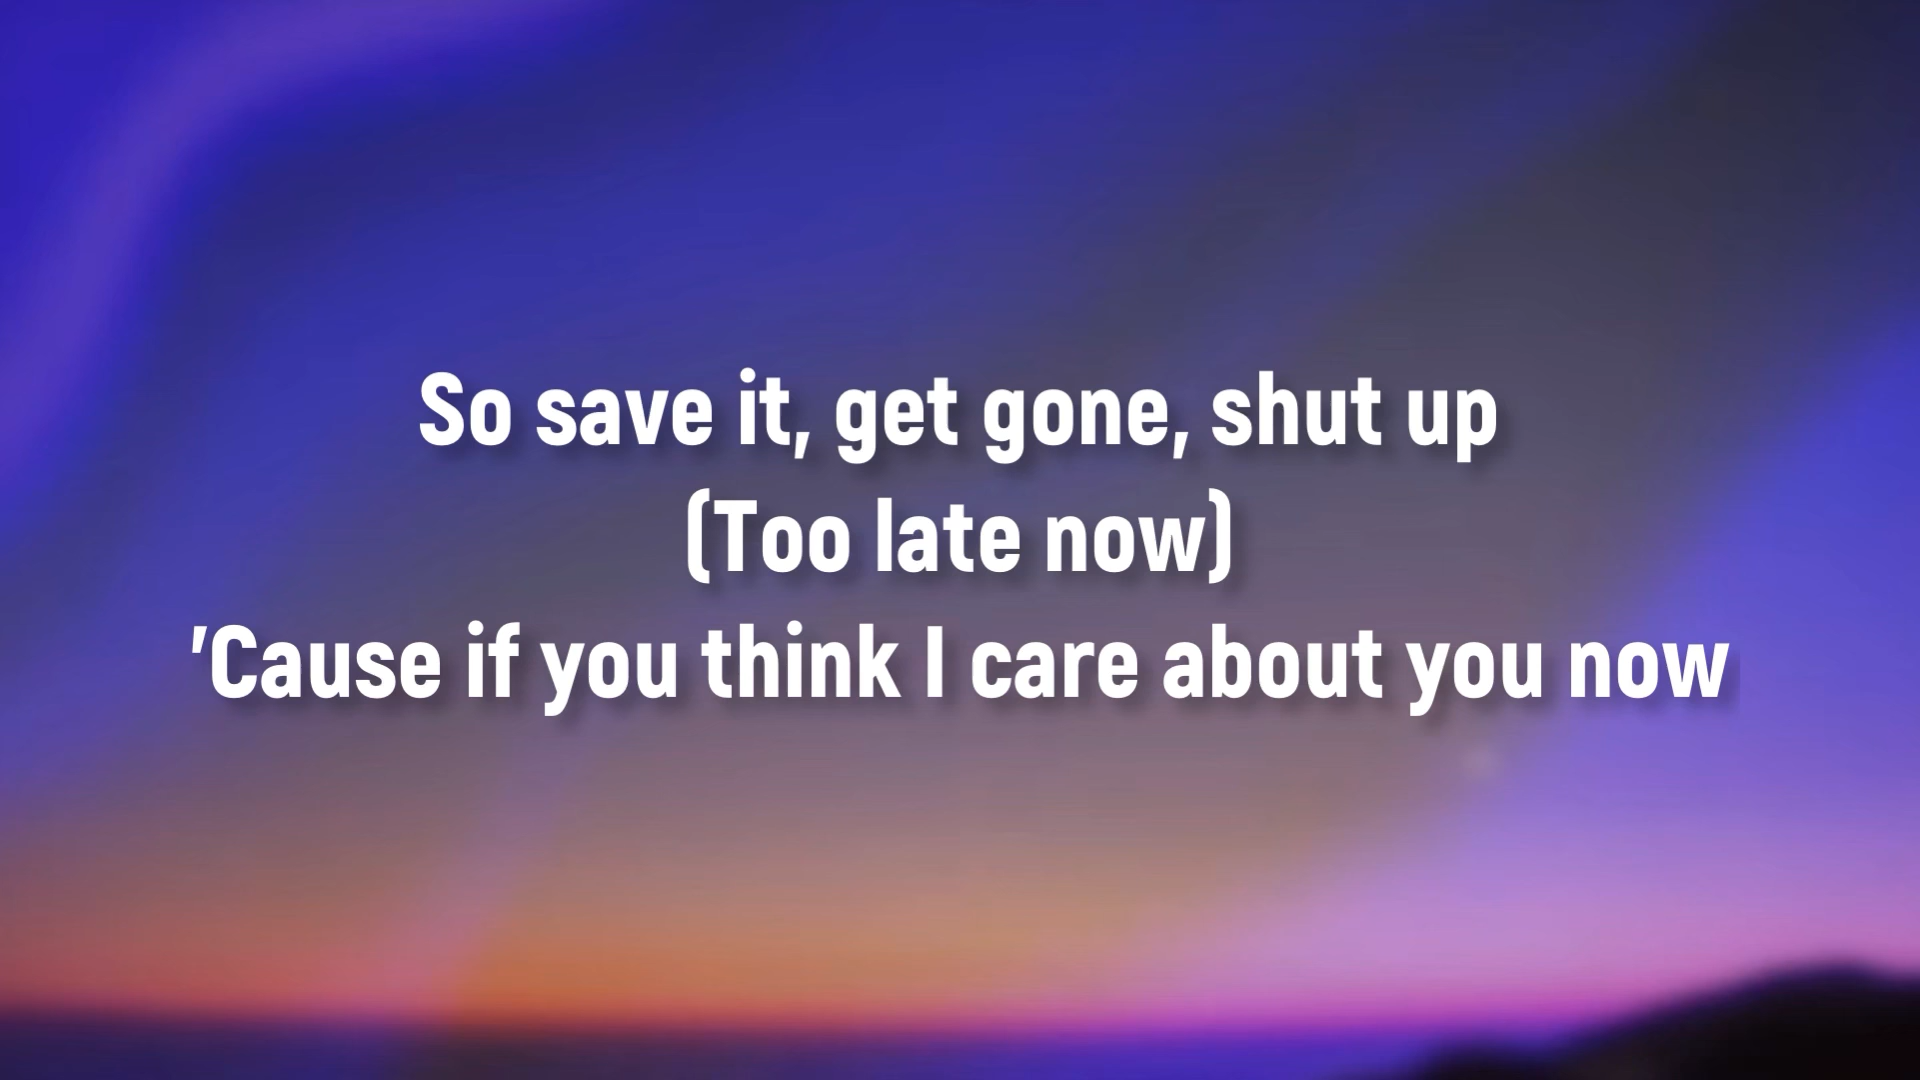 So save it, get gone, shut up
(Too late now)
'Cause if you think I care about you now